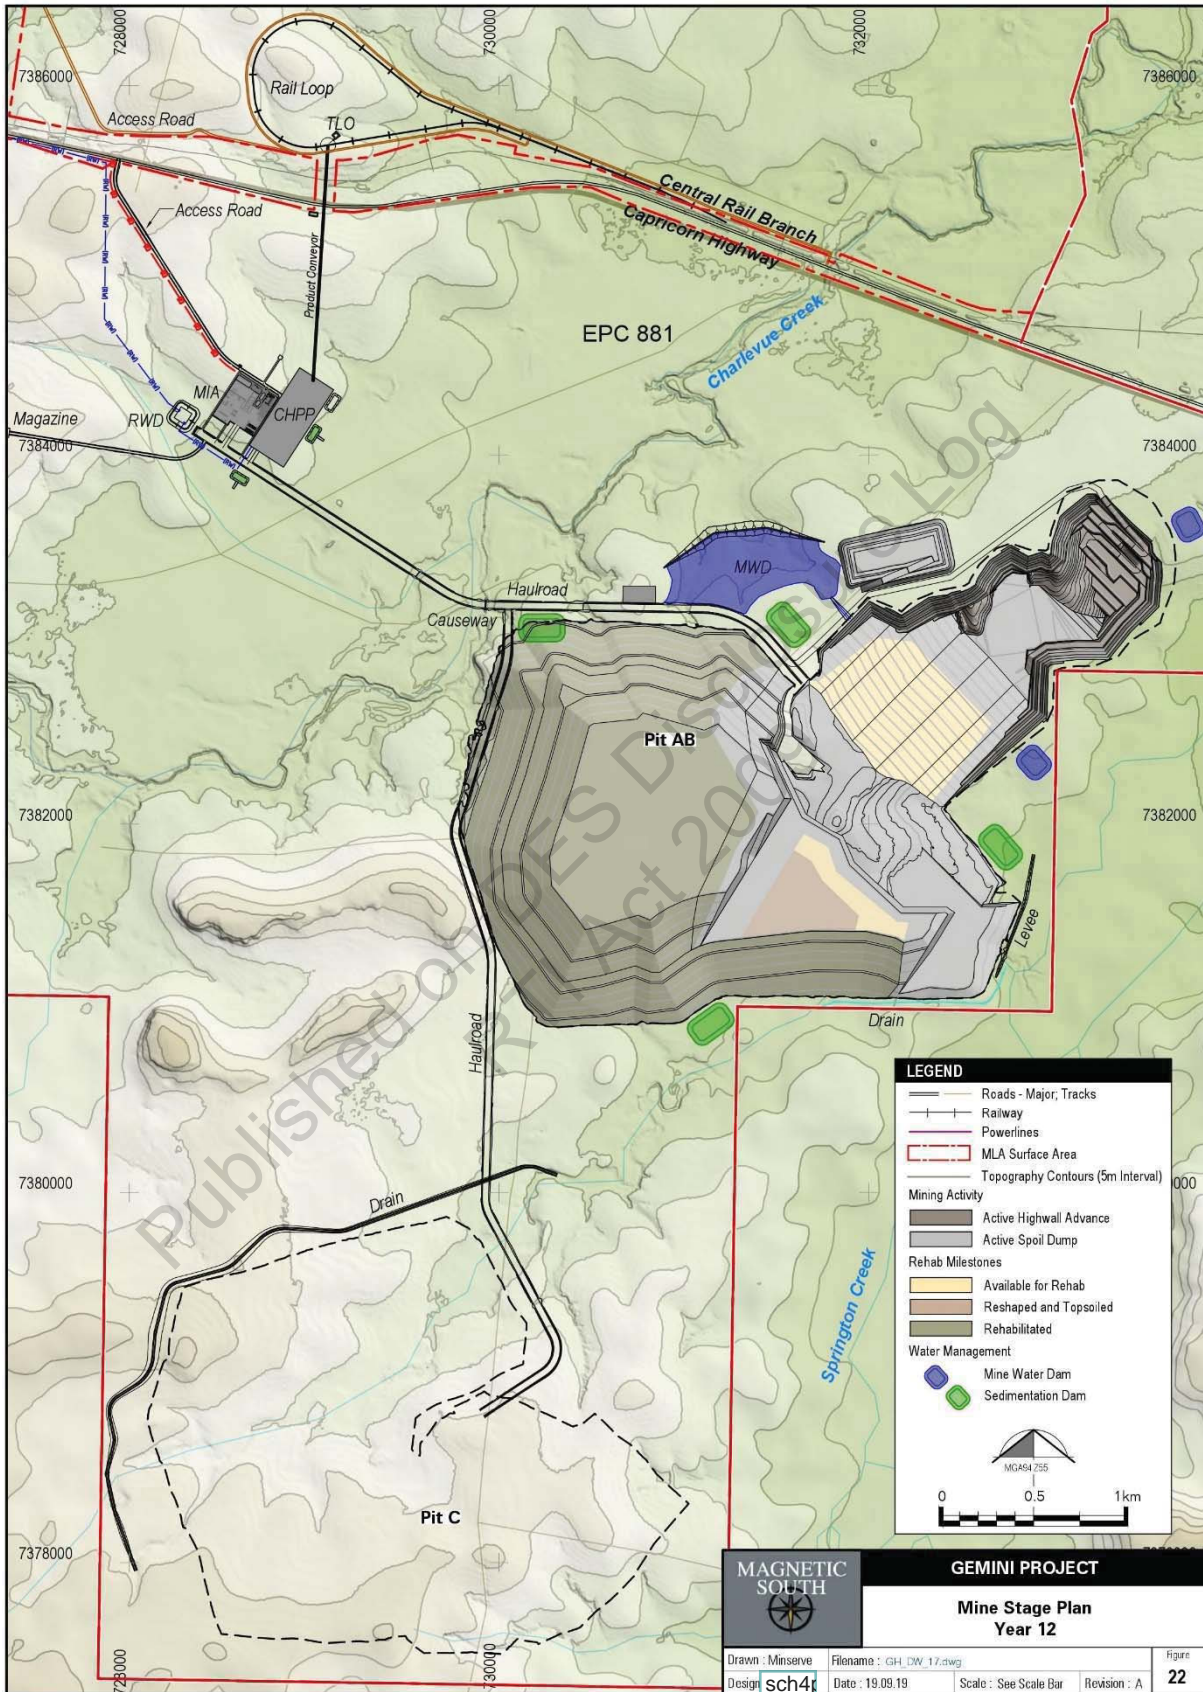 728000
730000
732000
7386000
7386000
Rail Loop
Access Road
TLO
Access Road
Central Rail Branch
Capricorn Highway
Product Conveyor
EPC 881
Charlevue Creek
MIA
CHPP
RWD
Magazine
7384000
7384000
MWD
Haulroad
Causeway
Pit AB
7382000
7382000
Levee
Drain
Haulroad
Published on DES Disclosure Log
RTI Act 2009
7380000
Drain
Springton Creek
Pit C
7378000
728000
730000
LEGEND
Roads - Major; Tracks
Railway
Powerlines
MLA Surface Area
Topography Contours (5m Interval)
Mining Activity
Active Highwall Advance
Active Spoil Dump
Rehab Milestones
Available for Rehab
Reshaped and Topsoiled
Rehabilitated
Water Management
Mine Water Dam
Sedimentation Dam
MGA94 Z55
0 0.5 1km
MAGNETIC
SOUTH
GEMINI PROJECT
Mine Stage Plan
Year 12
Drawn : Minserve Filename : GH_DW_17.dwg Figure
Design sch4p Date : 19.09.19 Scale : See Scale Bar Revision : A 22